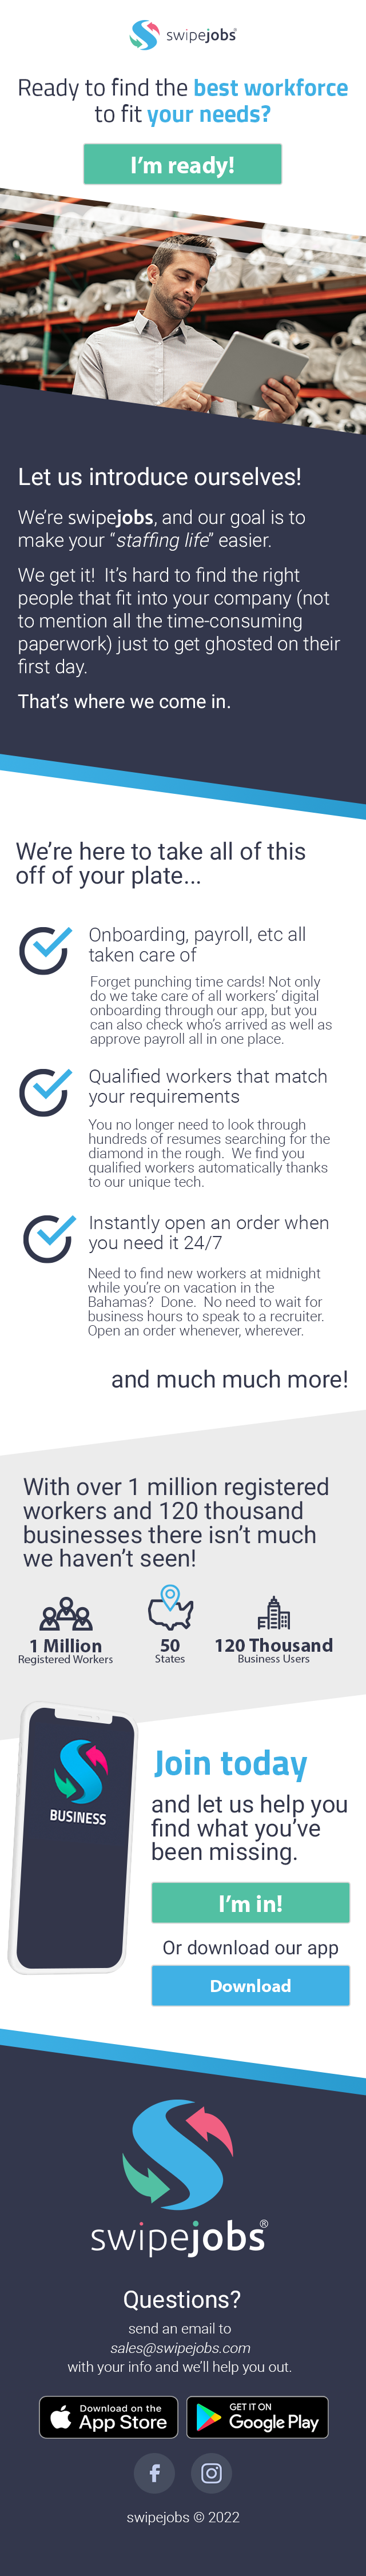 swipejobs®
Ready to find the best workforce
to fit your needs?
I'm ready!
Let us introduce ourselves!
We're swipejobs, and our goal is to
make your "staffing life" easier.
We get it!  It's hard to find the right
people that fit into your company (not
to mention all the time-consuming
paperwork) just to get ghosted on their
first day.
That's where we come in.
We're here to take all of this
off of your plate...
Onboarding, payroll, etc all
taken care of
Forget punching time cards! Not only
do we take care of all workers' digital
onboarding through our app, but you
can also check who's arrived as well as
approve payroll all in one place.
Qualified workers that match
your requirements
You no longer need to look through
hundreds of resumes searching for the
diamond in the rough.  We find you
qualified workers automatically thanks
to our unique tech.
Instantly open an order when
you need it 24/7
Need to find new workers at midnight
while you're on vacation in the
Bahamas?  Done.  No need to wait for
business hours to speak to a recruiter.
Open an order whenever, wherever.
and much much more!
With over 1 million registered
workers and 120 thousand
businesses there isn't much
we haven't seen!
1 Million
Registered Workers
50
States
120 Thousand
Business Users
BUSINESS
Join today
and let us help you
find what you've
been missing.
I'm in!
Or download our app
Download
swipejobs®
Questions?
send an email to
sales@swipejobs.com
with your info and we'll help you out.
Download on the
App Store
GET IT ON
Google Play
swipejobs © 2022